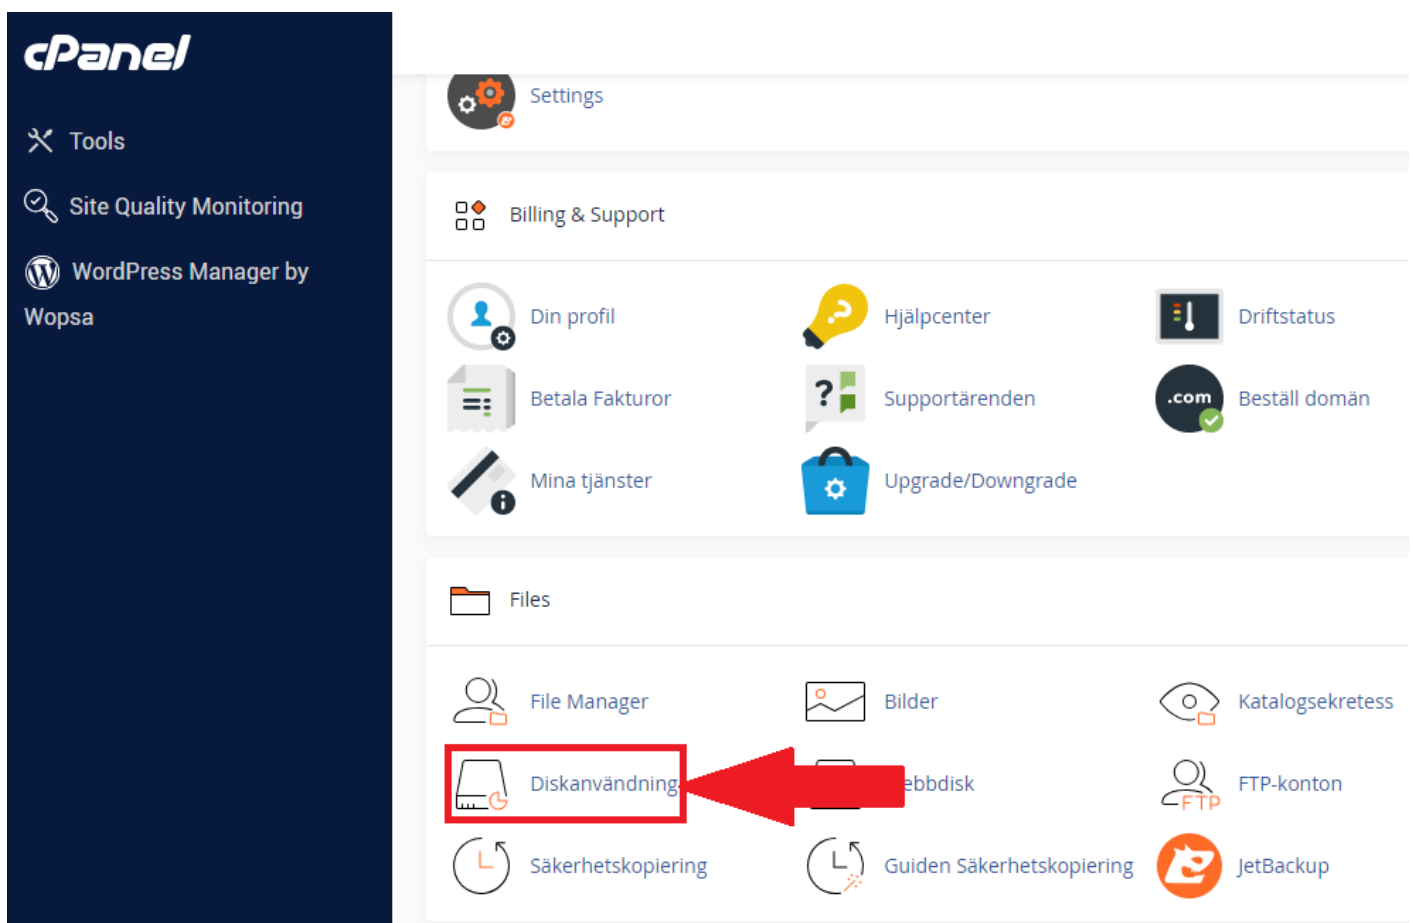 cPanel
Tools
Site Quality Monitoring
WordPress Manager by
Wopsa
Settings
Billing & Support
Din profil
Hjälpcenter
Driftstatus
Betala Fakturor
Supportärenden
.com
Beställ domän
Mina tjänster
Upgrade/Downgrade
Files
File Manager
Bilder
Katalogsekretess
Diskanvändning
FTP
FTP-konton
Säkerhetskopiering
Guiden Säkerhetskopiering
JetBackup